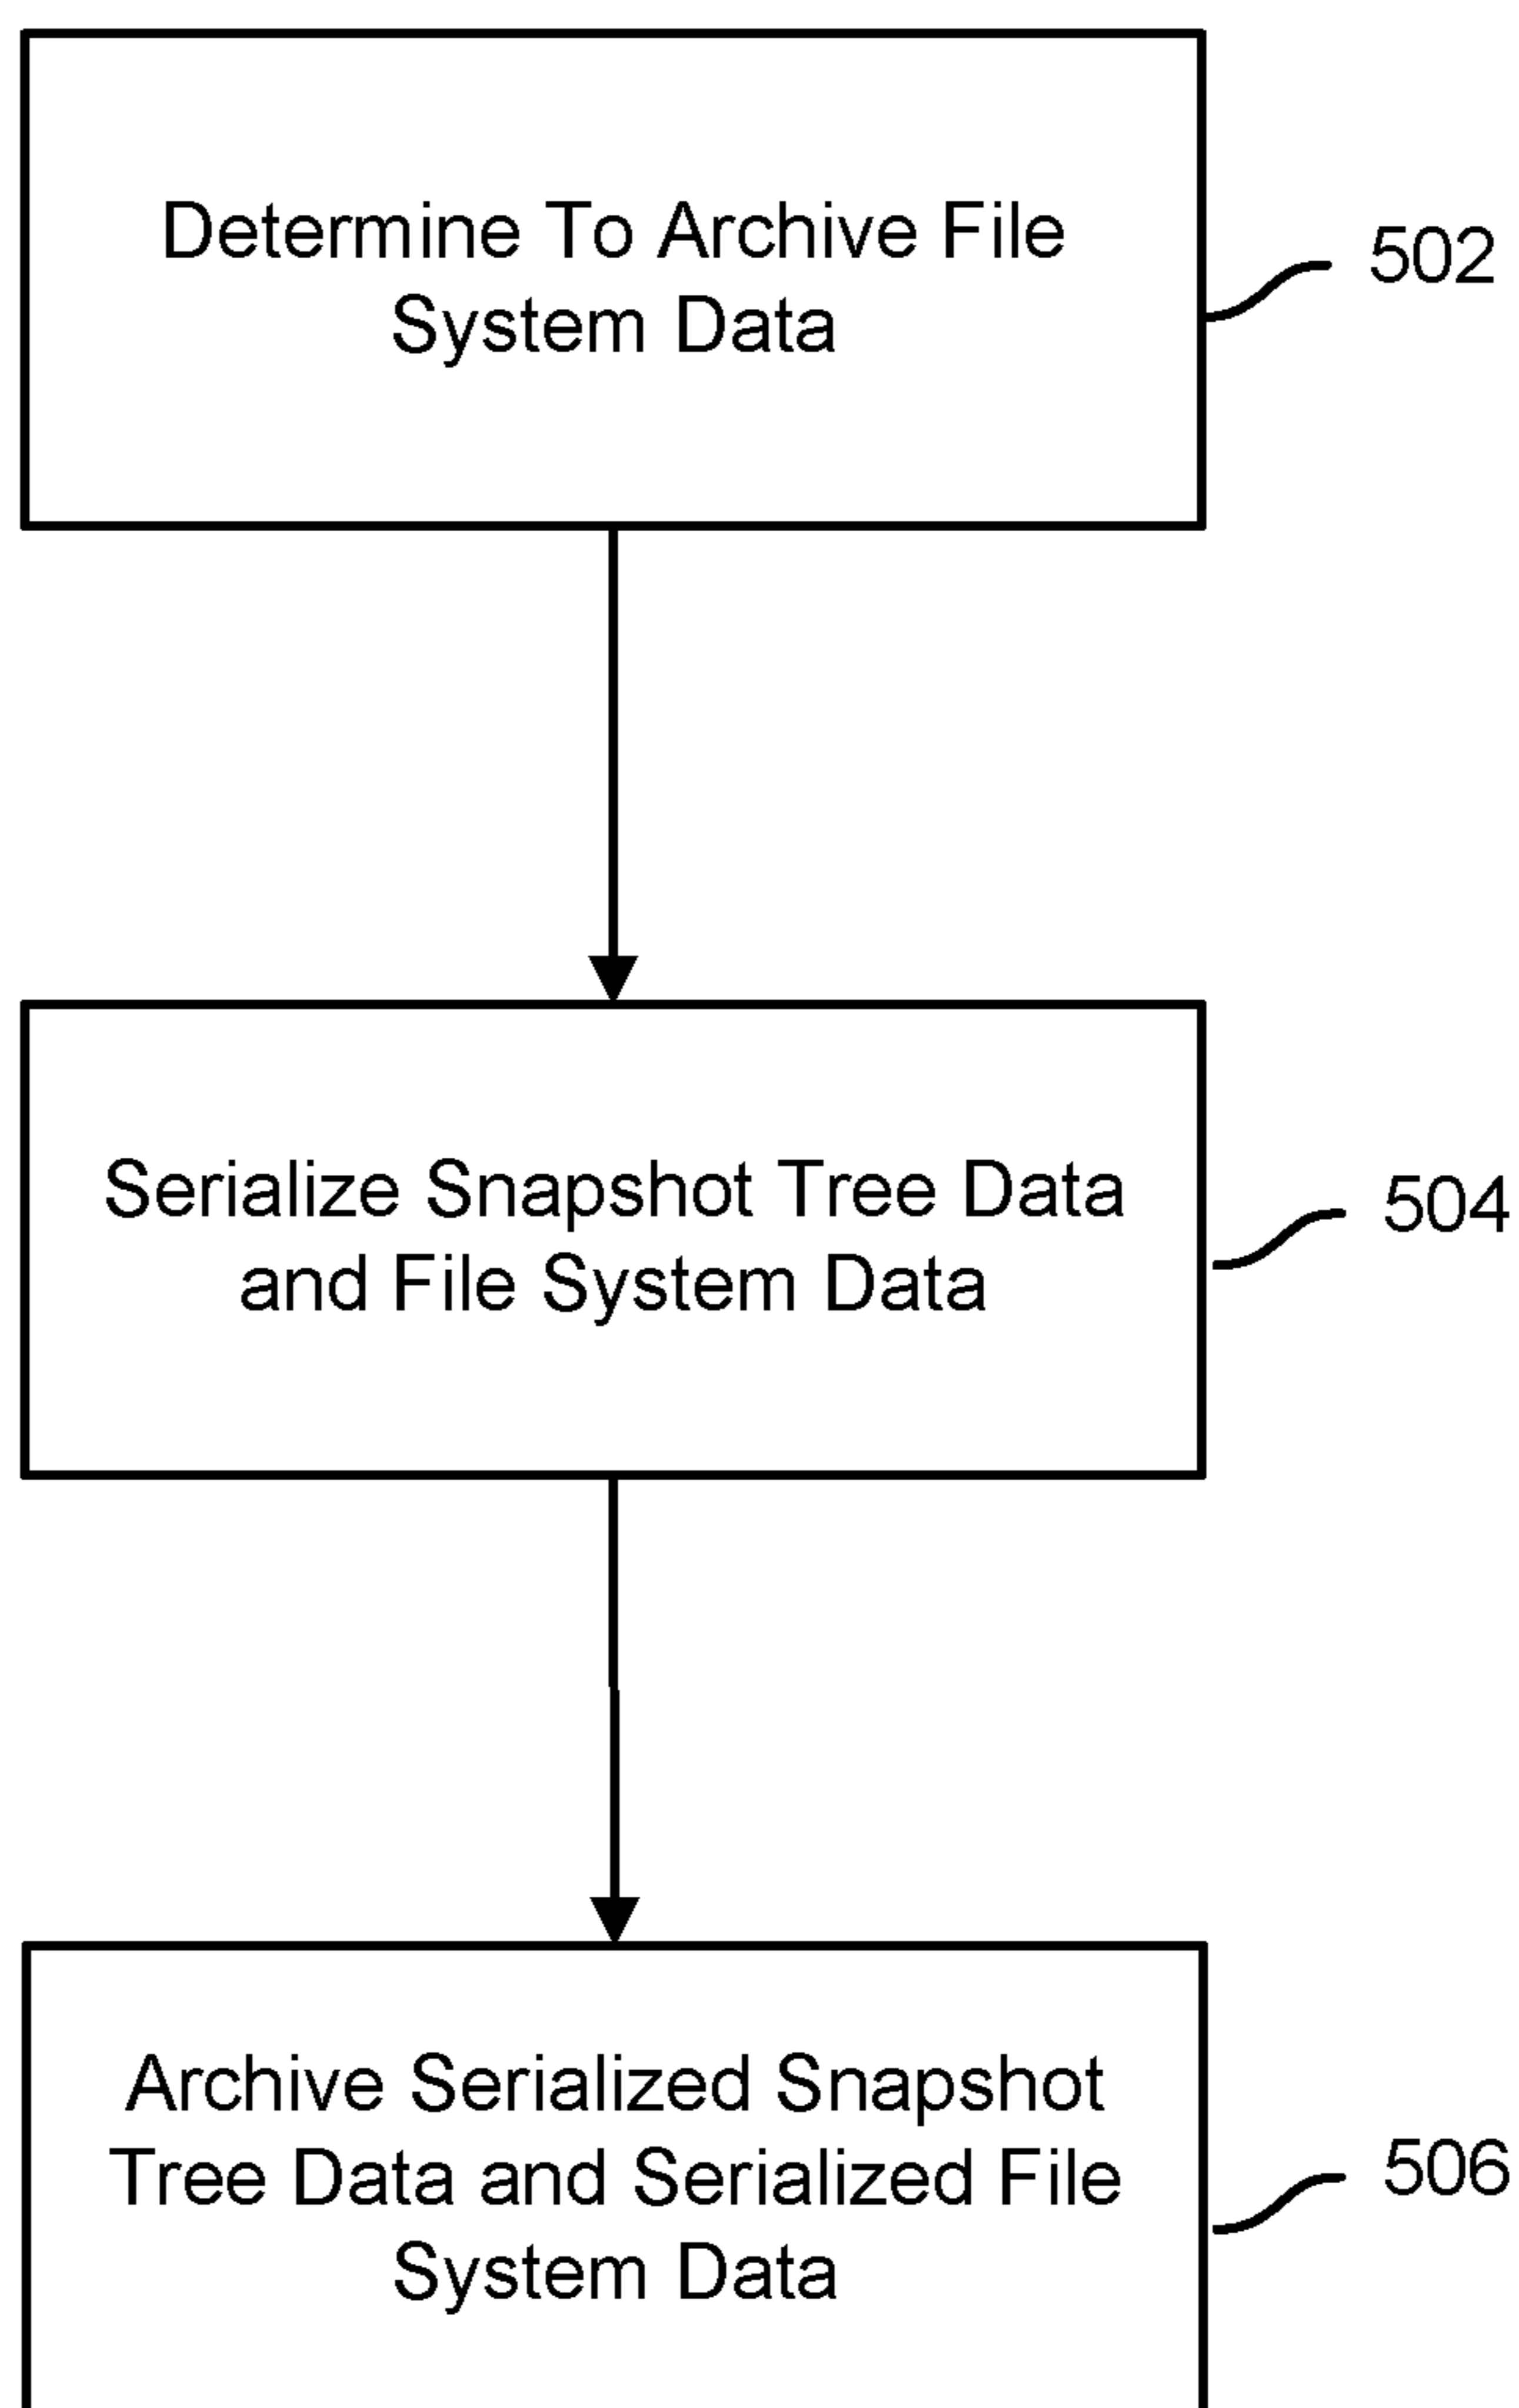 Determine To Archive File
System Data
502
Serialize Snapshot Tree Data
and File System Data
504
Archive Serialized Snapshot
Tree Data and Serialized File
System Data
506